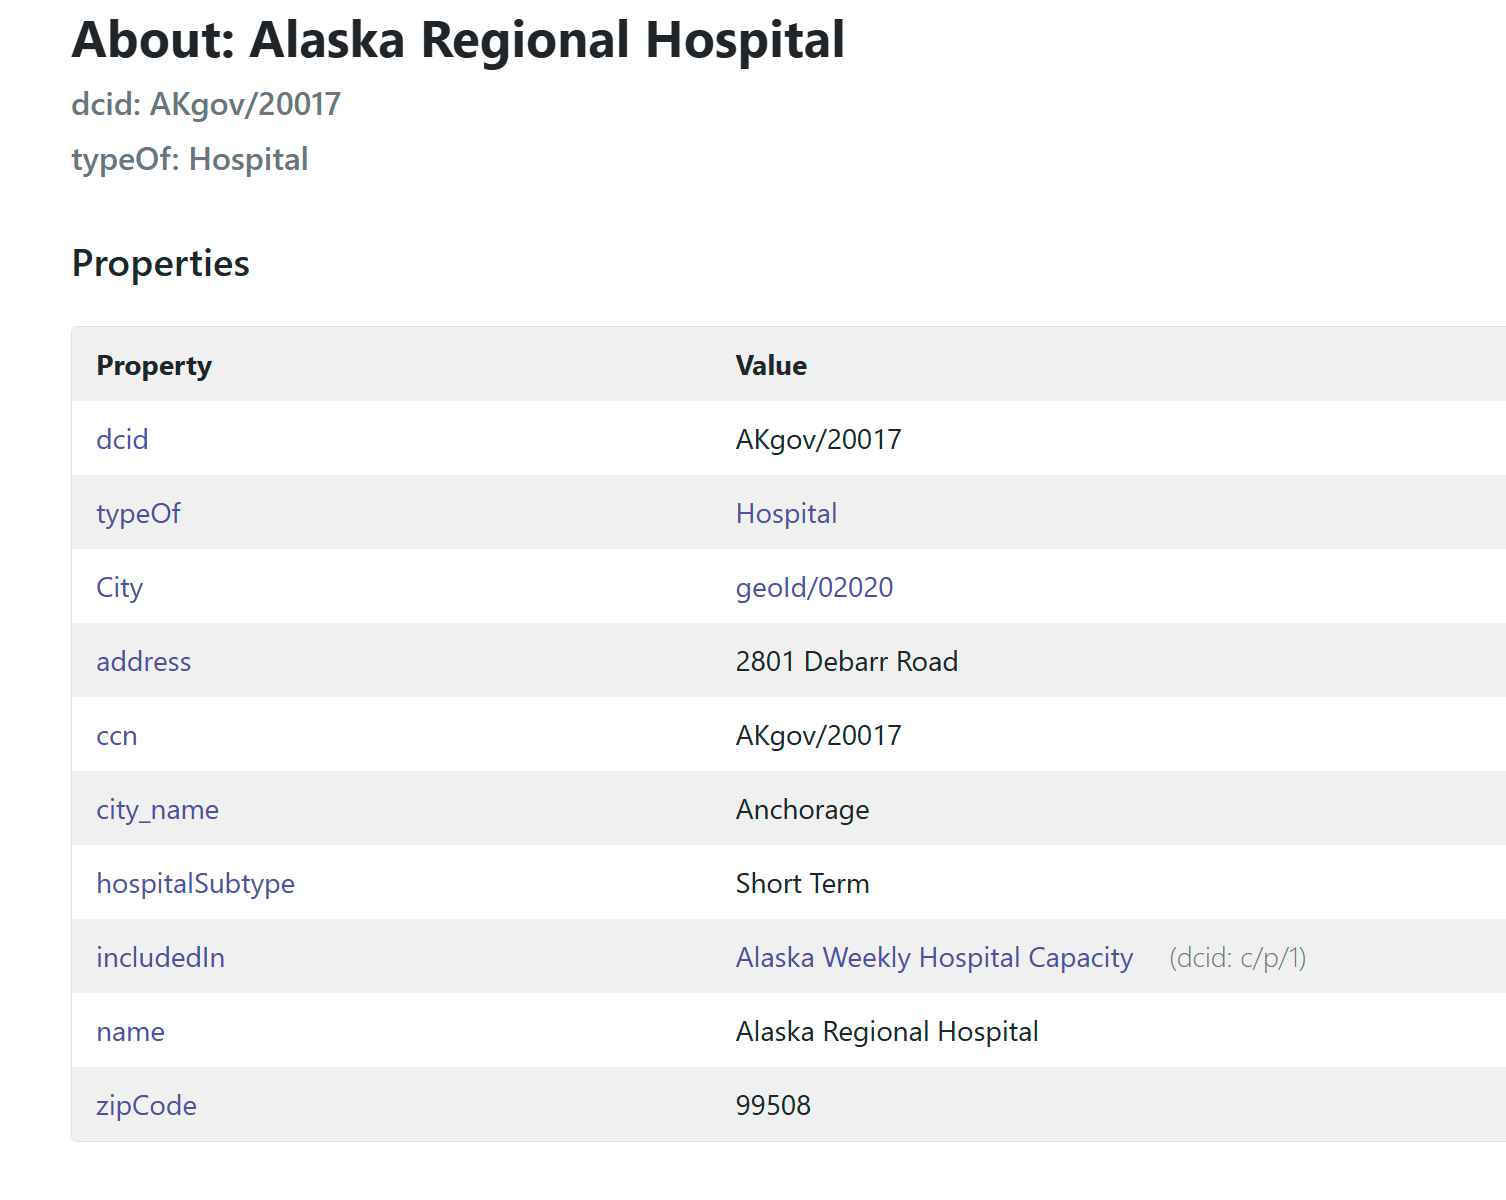 About: Alaska Regional Hospital
dcid: AKgov/20017
typeOf: Hospital
Properties
Property Value
dcid AKgov/20017
typeOf Hospital
City geoId/02020
address 2801 Debarr Road
ccn AKgov/20017
city_name Anchorage
hospitalSubtype Short Term
includedIn Alaska Weekly Hospital Capacity (dcid: c/p/1)
name Alaska Regional Hospital
zipCode 99508